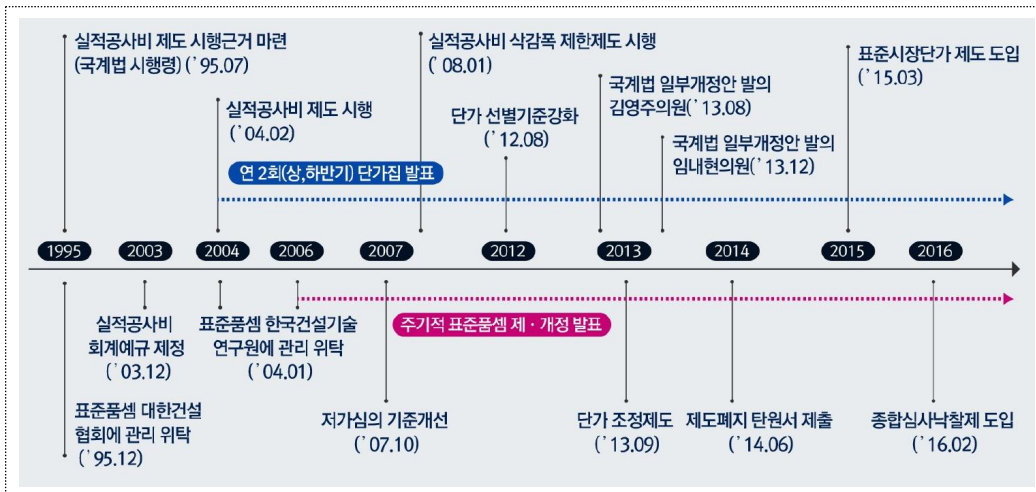 실적공사비 제도 시행근거 마련
(국계법 시행령) (’95.07)
실적공사비 제도 시행
(’04.02)
실적공사비 삭감폭 제한제도 시행
(’08.01)
단가 선별기준강화
(’12.08)
국계법 일부개정안 발의
김영주의원(’13.08)
국계법 일부개정안 발의
임내현의원(’13.12)
표준시장단가 제도 도입
(’15.03)
연 2회(상,하반기) 단가집 발표
1995
2003
2004
2006
2007
2012
2013
2014
2015
2016
주기적 표준품셈 제·개정 발표
실적공사비
회계예규 제정
(’03.12)
표준품셈 한국건설기술
연구원에 관리 위탁
(’04.01)
표준품셈 대한건설
협회에 관리 위탁
(’95.12)
저가심의 기준개선
(’07.10)
단가 조정제도
(’13.09)
제도폐지 탄원서 제출
(’14.06)
종합심사낙찰제 도입
(’16.02)